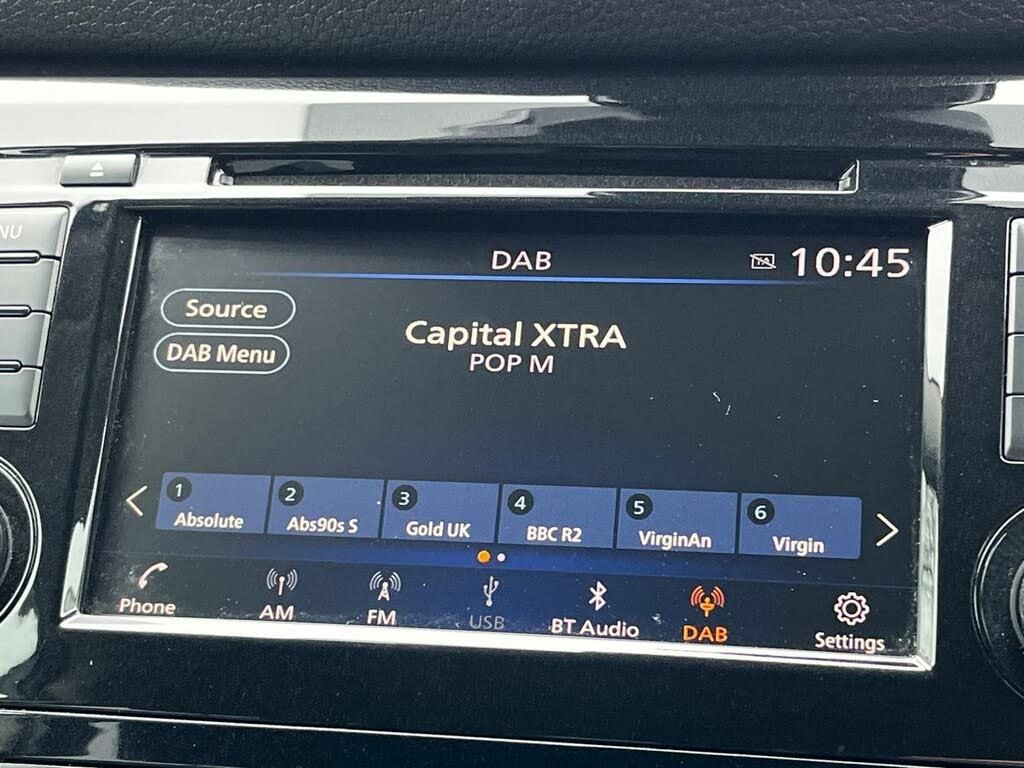 NU
DAB
TA
10:45
Source
Capital XTRA
DAB Menu
POP M
1
Absolute
2
Abs90s S
3
Gold UK
4
BBC R2
5
VirginAn
6
Virgin
Phone
AM
FM
USB
BT Audio
DAB
Settings